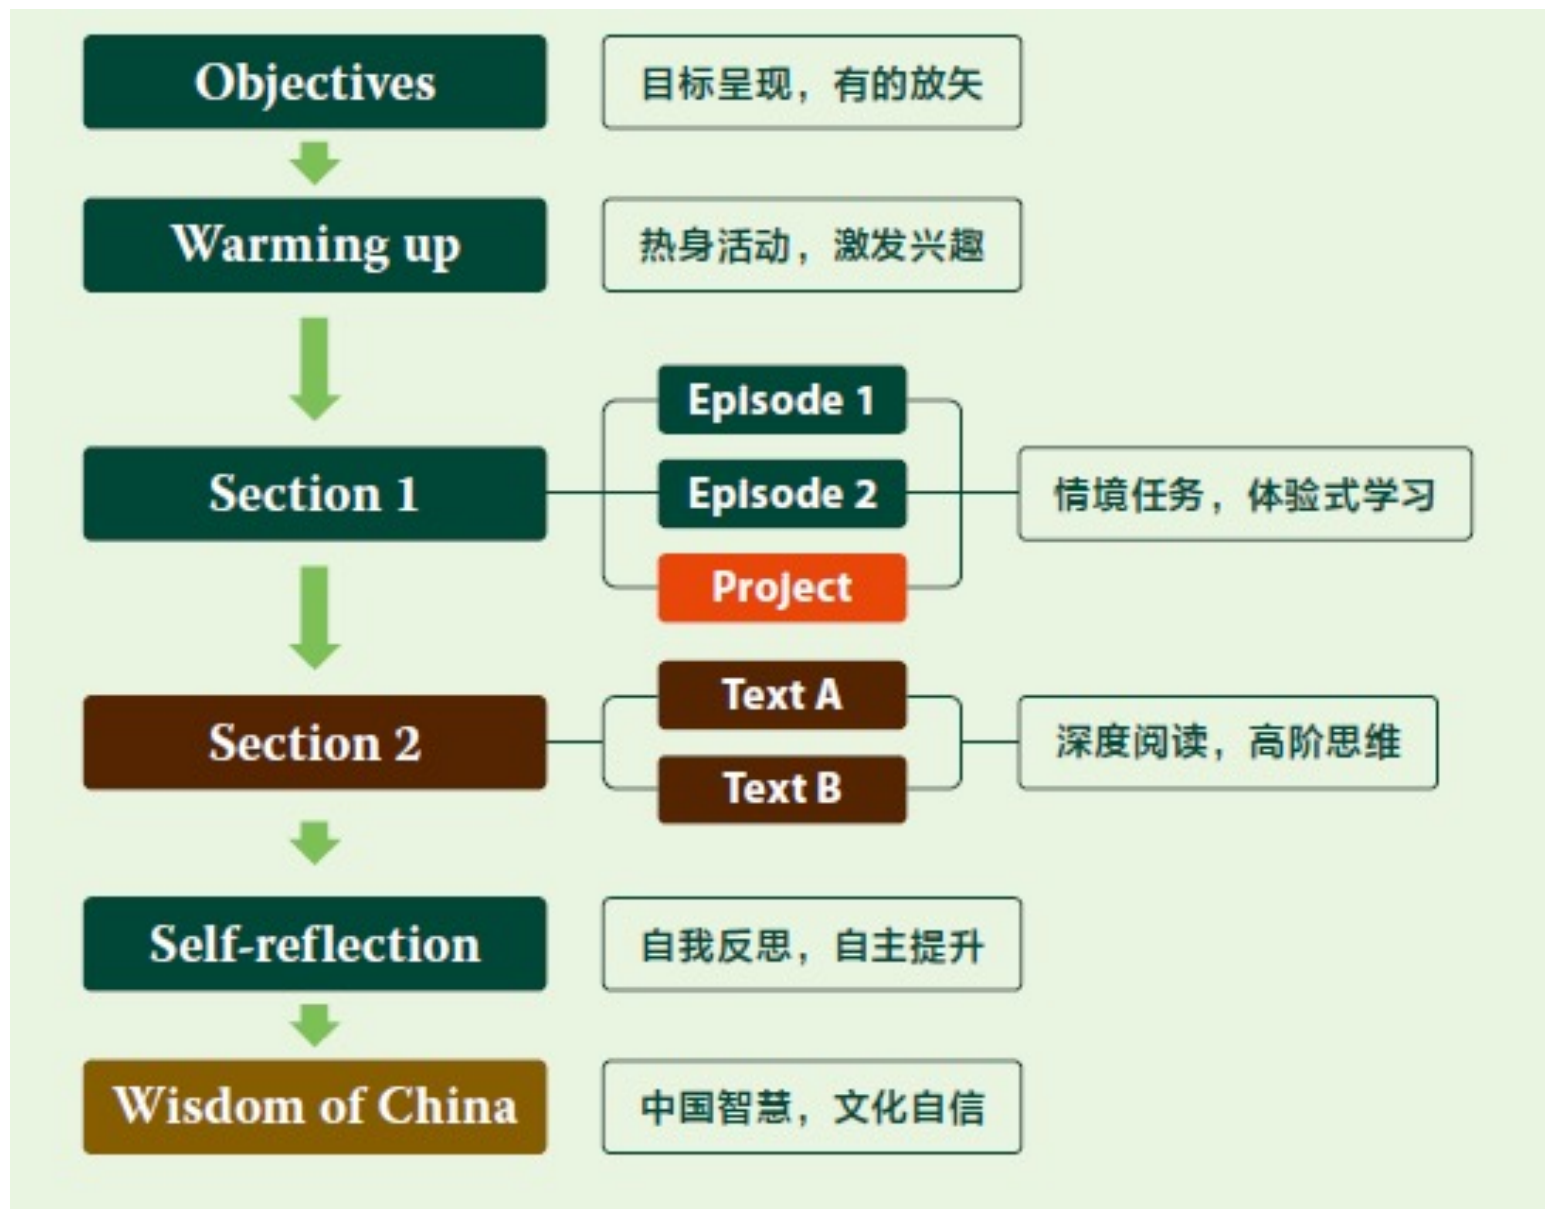 Objectives
目标呈现，有的放矢
Warming up
热身活动，激发兴趣
Section 1
Episode 1
Episode 2
Project
情境任务，体验式学习
Section 2
Text A
Text B
深度阅读，高阶思维
Self-reflection
自我反思，自主提升
Wisdom of China
中国智慧，文化自信